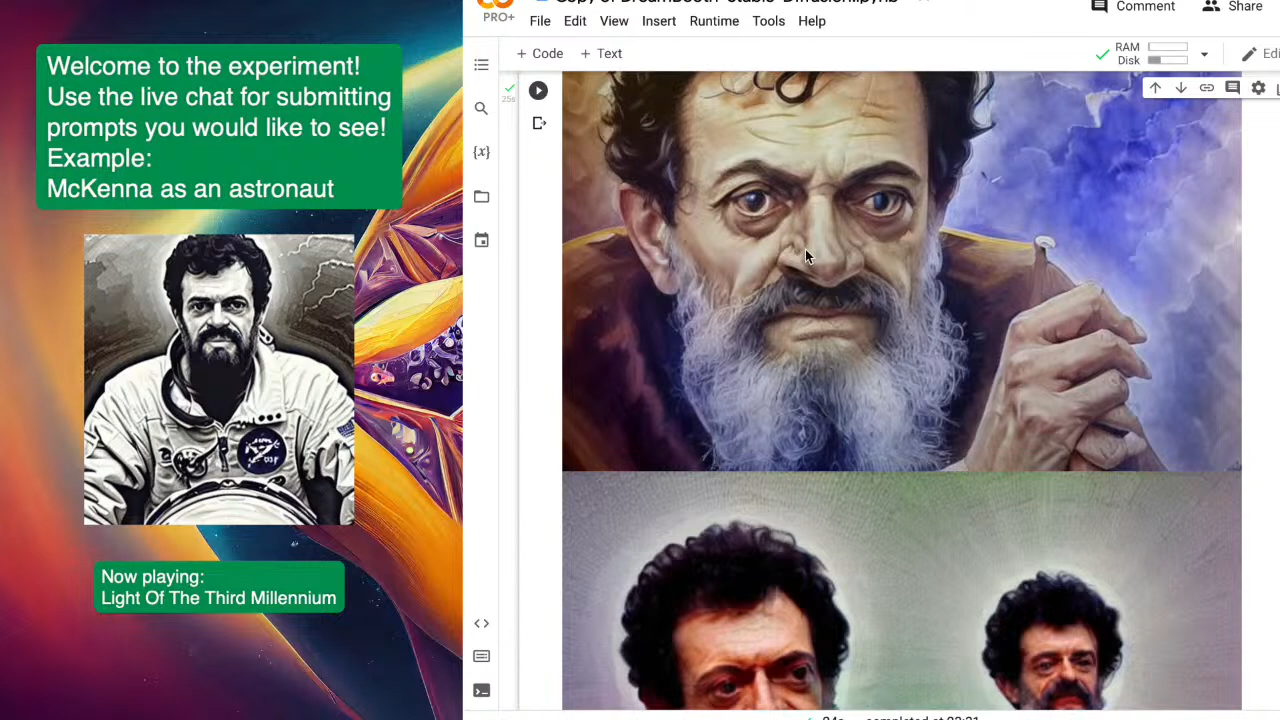 Welcome to the experiment!
Use the live chat for submitting
prompts you would like to see!
Example:
McKenna as an astronaut
Now playing:
Light Of The Third Millennium
PRO+
File Edit View Insert Runtime Tools Help
Comment Share
+ Code + Text
RAM
Disk
Edi
25s
{x}